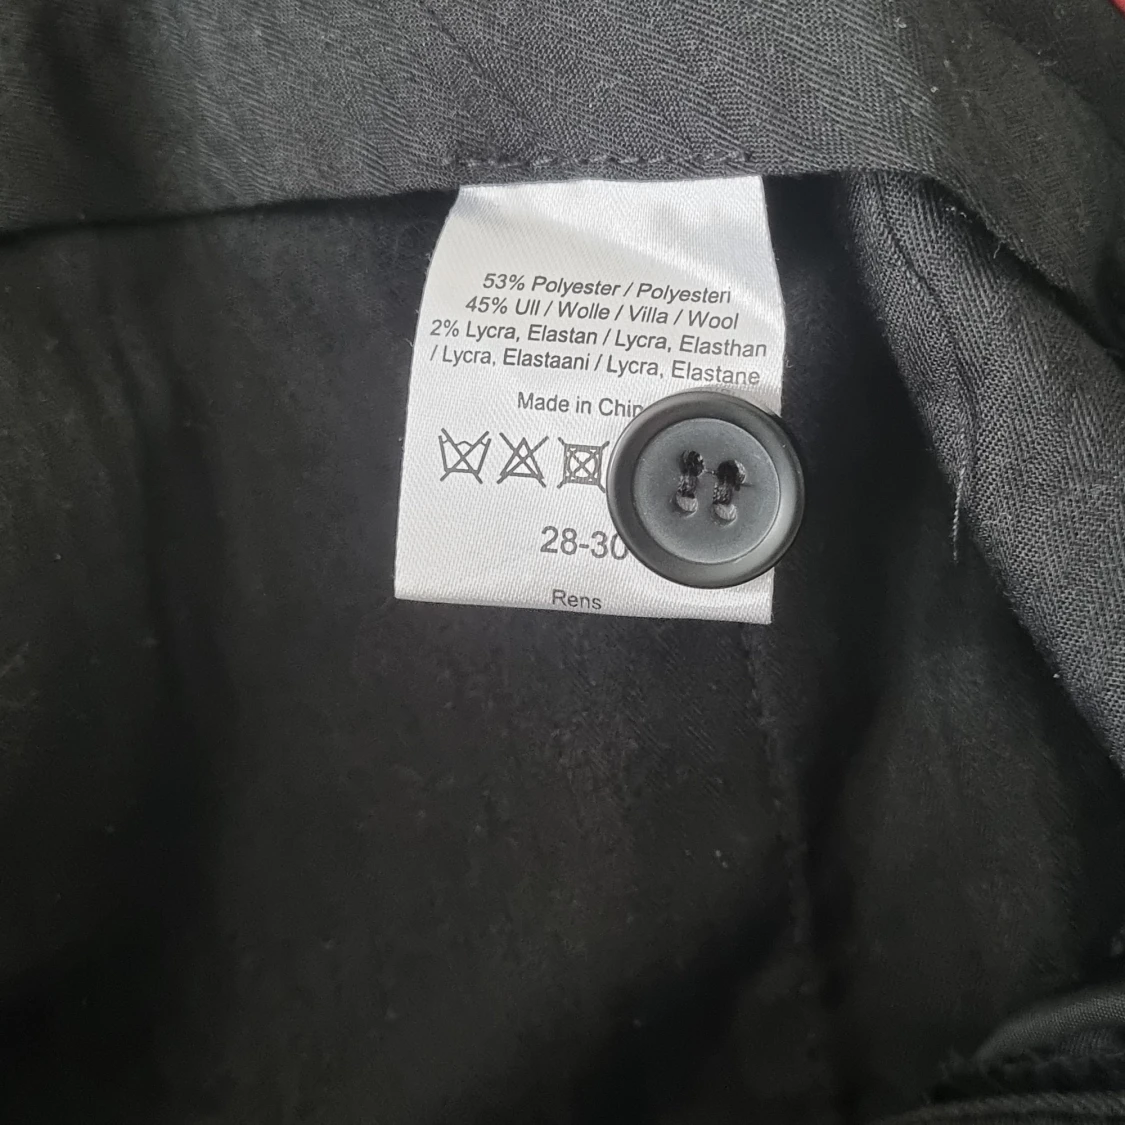 53% Polyester / Polyesteri
45% Ull / Wolle / Villa / Wool
2% Lycra, Elastan / Lycra, Elasthan
/ Lycra, Elastaani / Lycra, Elastane
Made in Chin
28-30
Rens